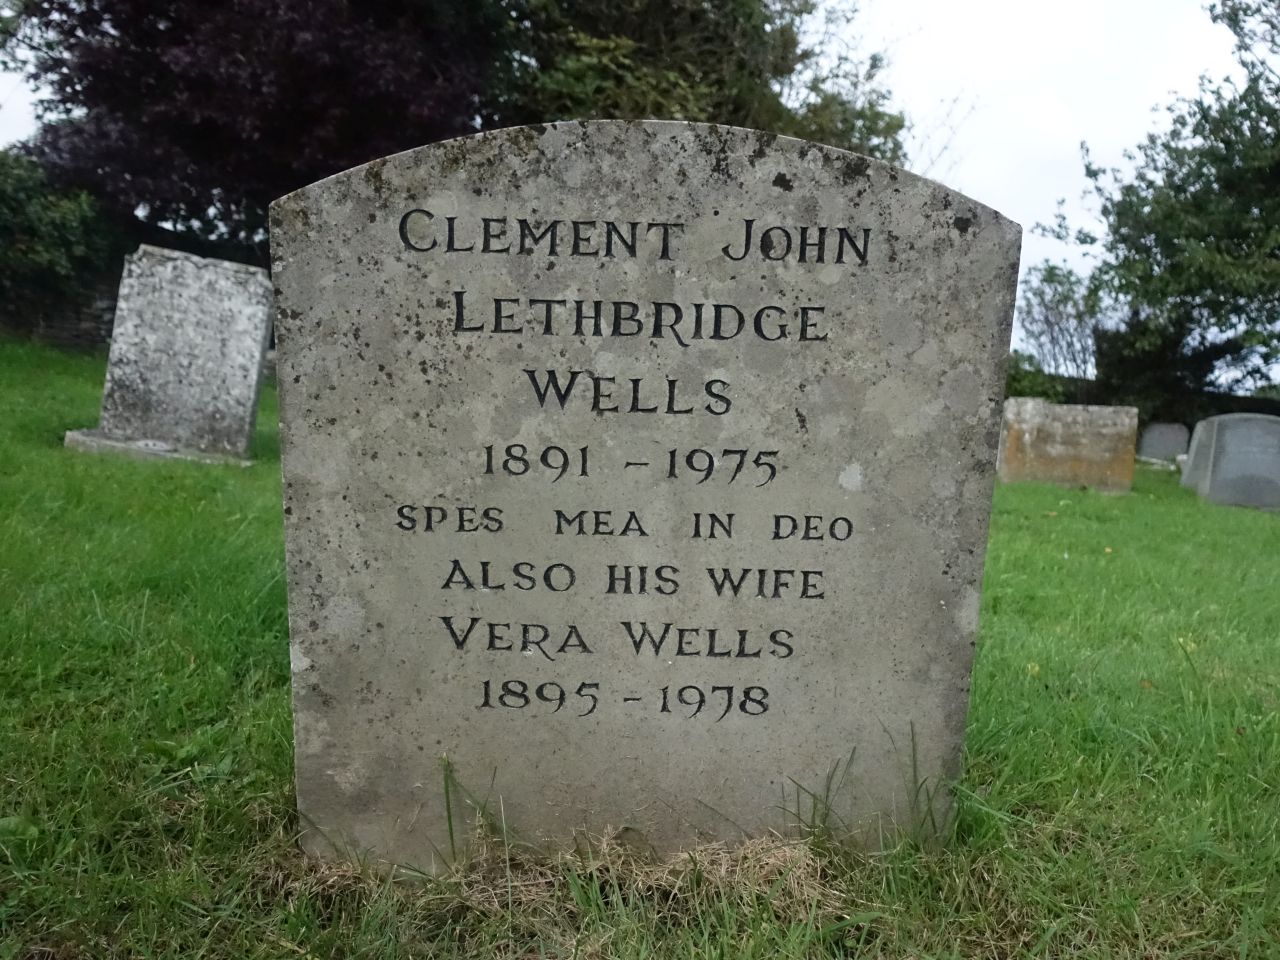 CLEMENT JOHN
LETHBRIDGE
WELLS
1891 - 1975
SPES MEA IN DEO
ALSO HIS WIFE
VERA WELLS
1895 - 1978